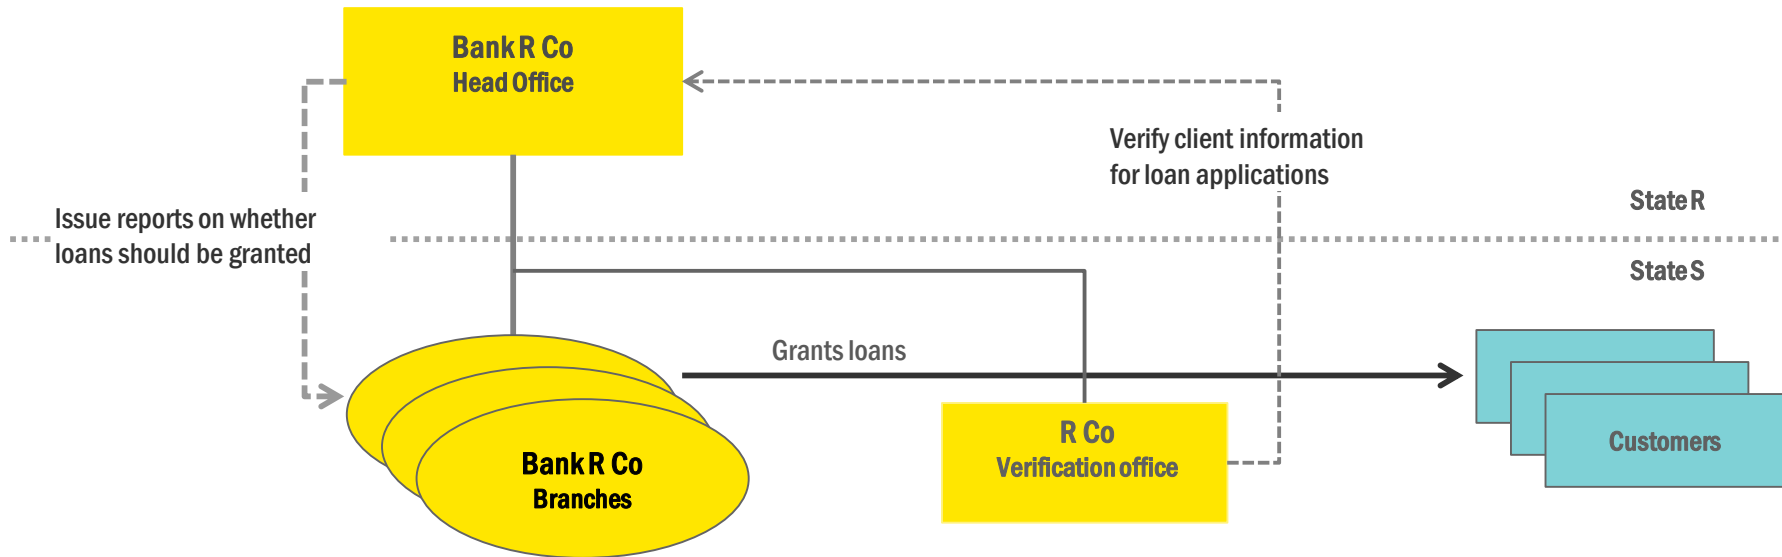 Bank R Co
Head Office
Verify client information
for loan applications
State R
Issue reports on whether
loans should be granted
State S
Grants loans
R Co
Verification office
Customers
Bank R Co
Branches